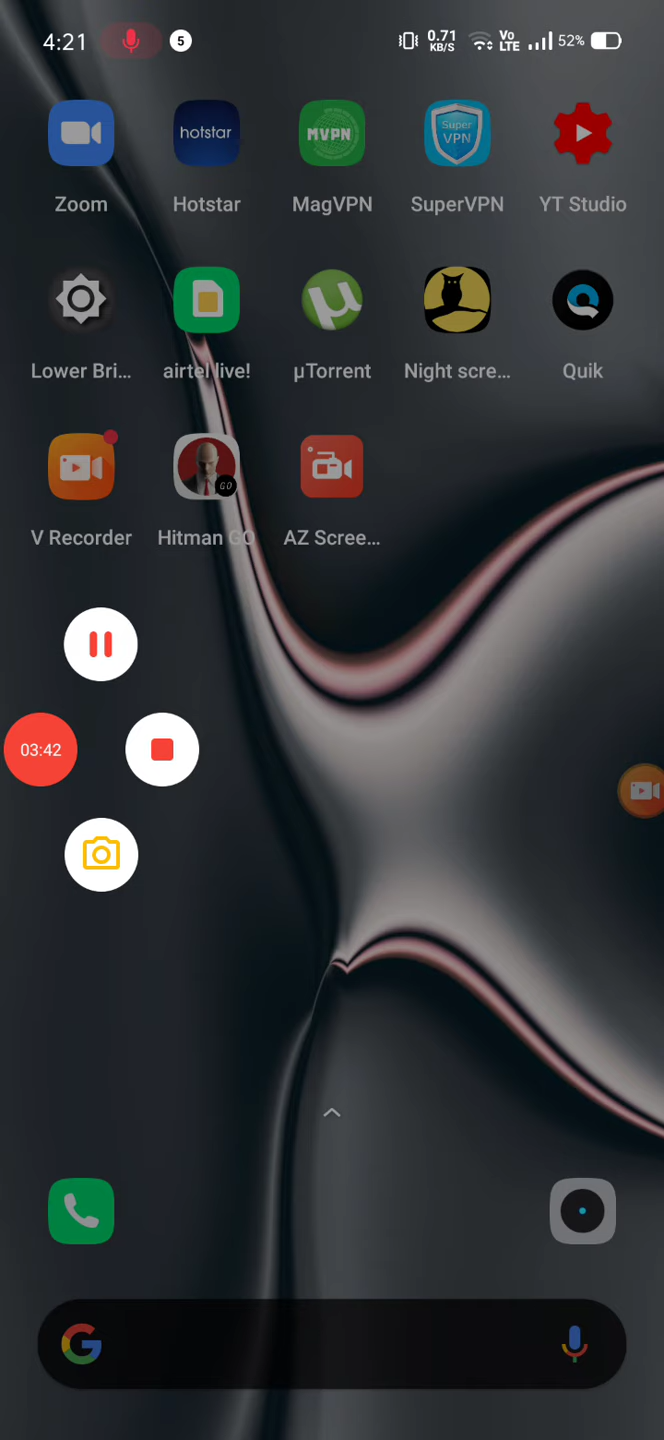 4:21 5 0.71 KB/S Vo LTE 52%
hotstar MVPN Super VPN
Zoom Hotstar MagVPN SuperVPN YT Studio
Lower Bri... airtel live! µTorrent Night scre... Quik
GO
V Recorder Hitman GO AZ Scree...
03:42